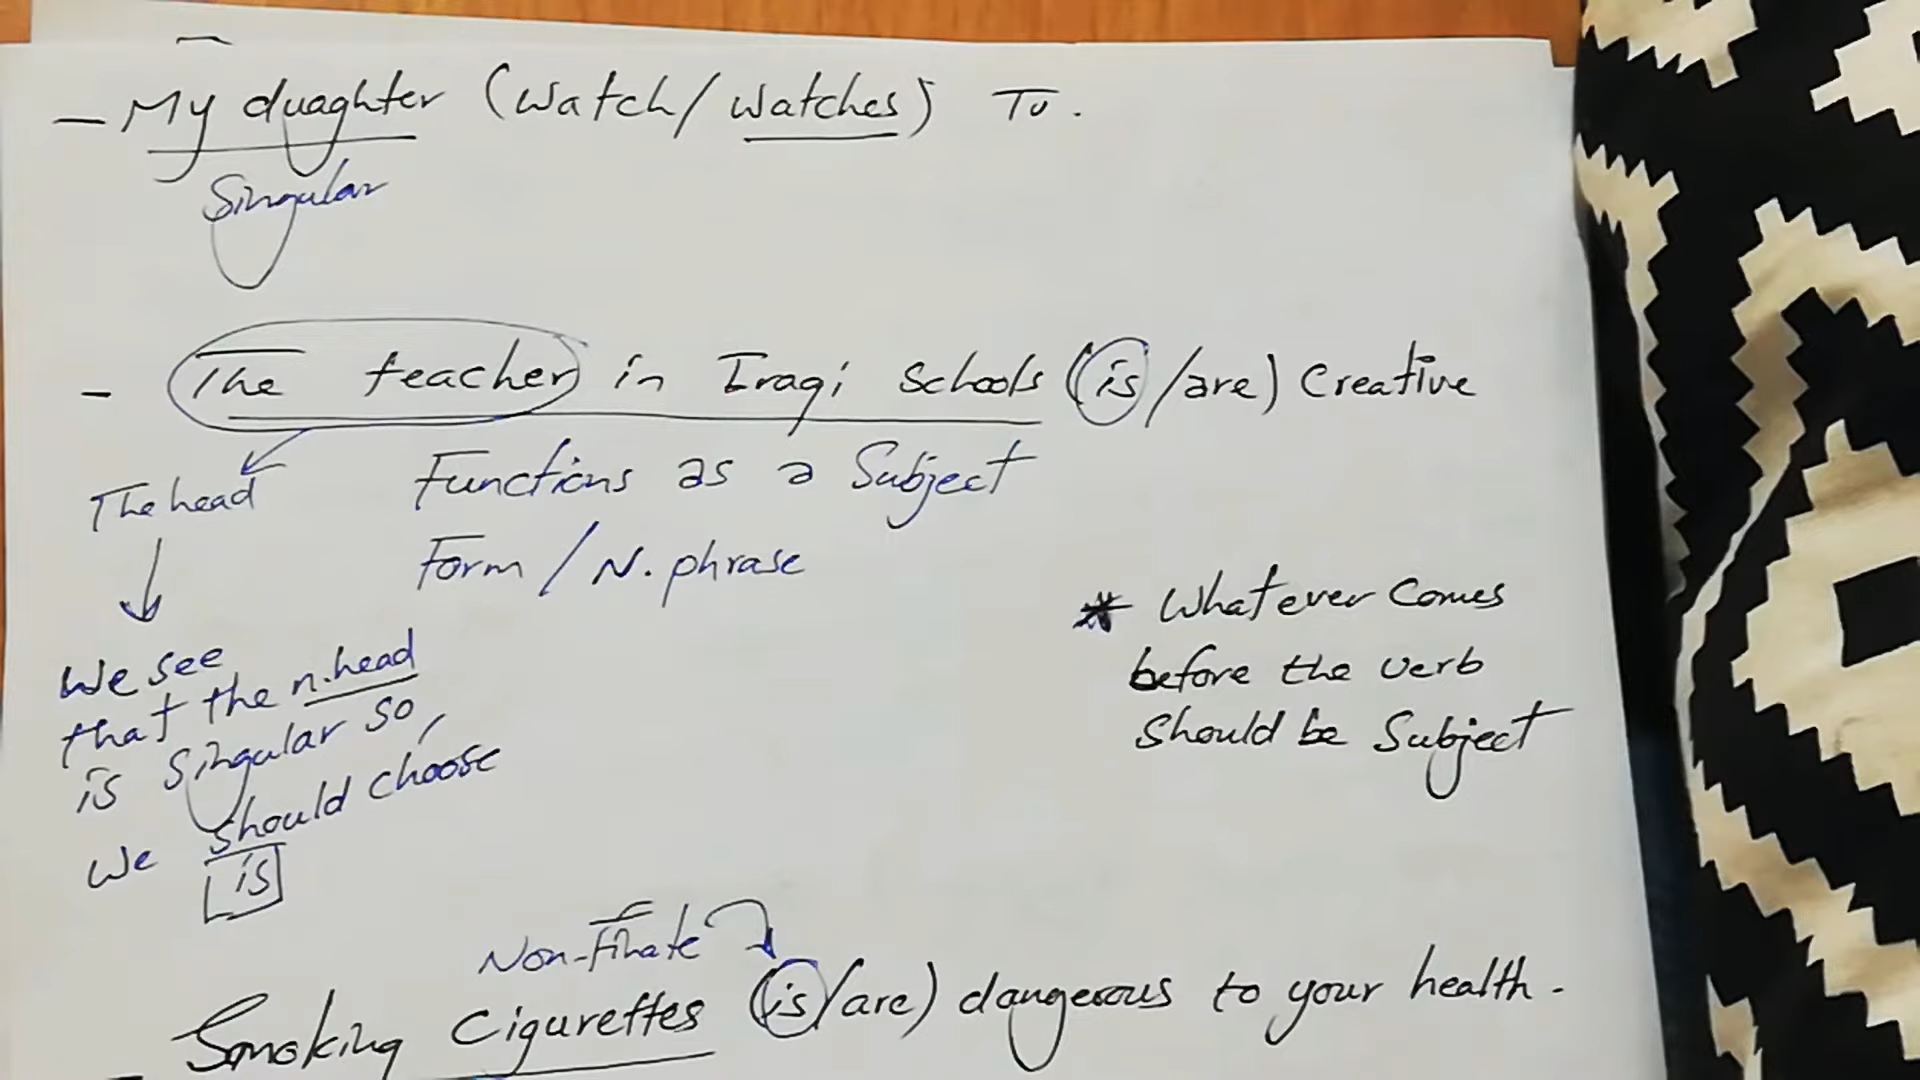 - My duaghter (watch/watches) Tv.
Singular
- The teacher in Iraqi Schools (is/are) Creative
The head
Functions as a Subject
Form / N. phrase
We see
that the n.head
is Singular so,
we should choose
is
* Whatever Comes
before the verb
should be Subject
Non-Finate
- Smoking Cigurettes (is/are) dangerous to your health.